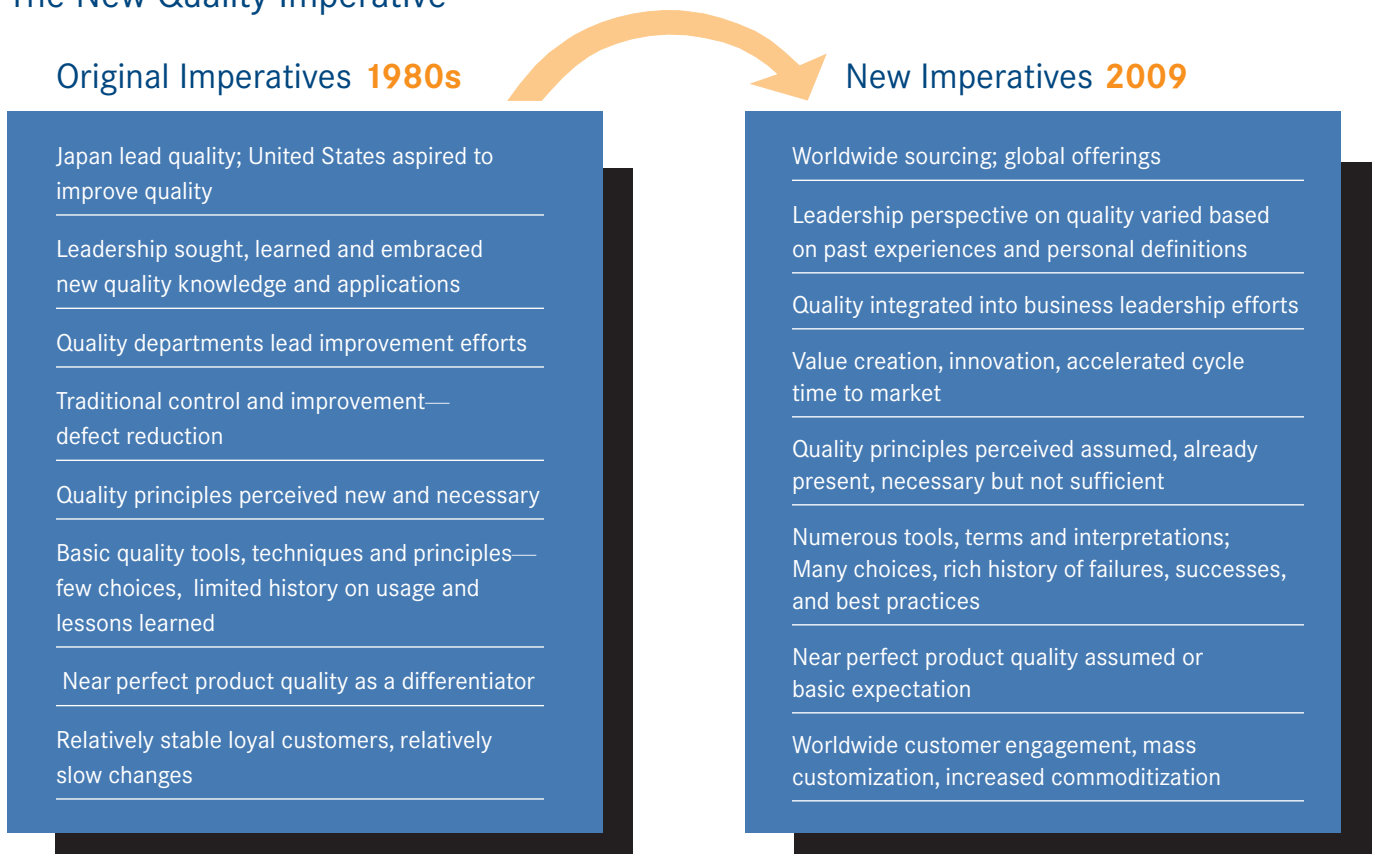 The New Quality Imperative
Original Imperatives 1980s
Japan lead quality; United States aspired to
improve quality
Leadership sought, learned and embraced
new quality knowledge and applications
Quality departments lead improvement efforts
Traditional control and improvement—
defect reduction
Quality principles perceived new and necessary
Basic quality tools, techniques and principles—
few choices, limited history on usage and
lessons learned
Near perfect product quality as a differentiator
Relatively stable loyal customers, relatively
slow changes
New Imperatives 2009
Worldwide sourcing; global offerings
Leadership perspective on quality varied based
on past experiences and personal definitions
Quality integrated into business leadership efforts
Value creation, innovation, accelerated cycle
time to market
Quality principles perceived assumed, already
present, necessary but not sufficient
Numerous tools, terms and interpretations;
Many choices, rich history of failures, successes,
and best practices
Near perfect product quality assumed or
basic expectation
Worldwide customer engagement, mass
customization, increased commoditization